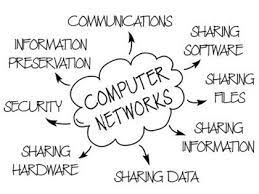 COMMUNICATIONS
SHARING
SOFTWARE
INFORMATION
PRESERVATION
COMPUTER
NETWORKS
SHARING
FILES
SECURITY
SHARING
INFORMATION
SHARING
HARDWARE
SHARING DATA